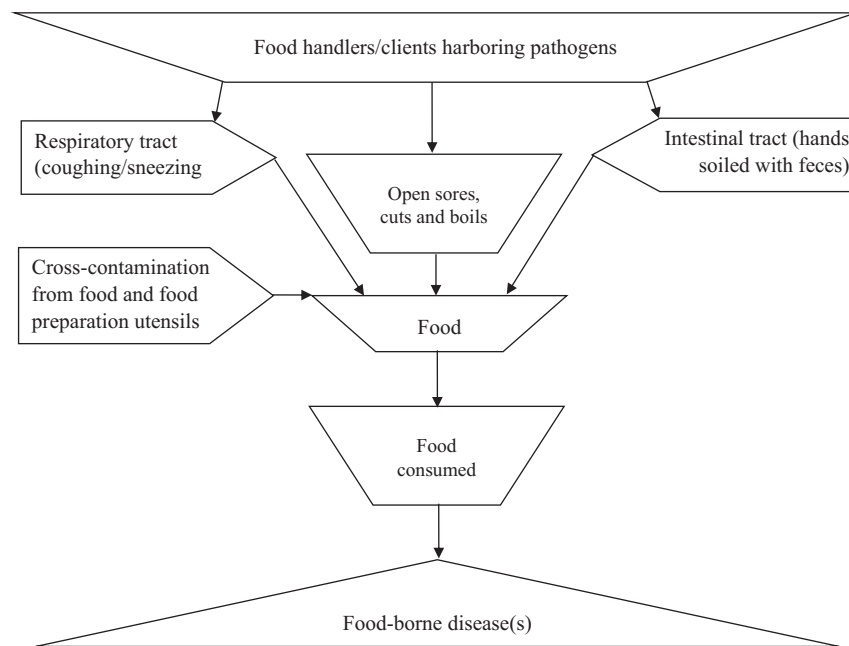 Food handlers/clients harboring pathogens
Respiratory tract
(coughing/sneezing
Intestinal tract (hands
soiled with feces)
Open sores,
cuts and boils
Cross-contamination
from food and food
preparation utensils
Food
Food
consumed
Food-borne disease(s)